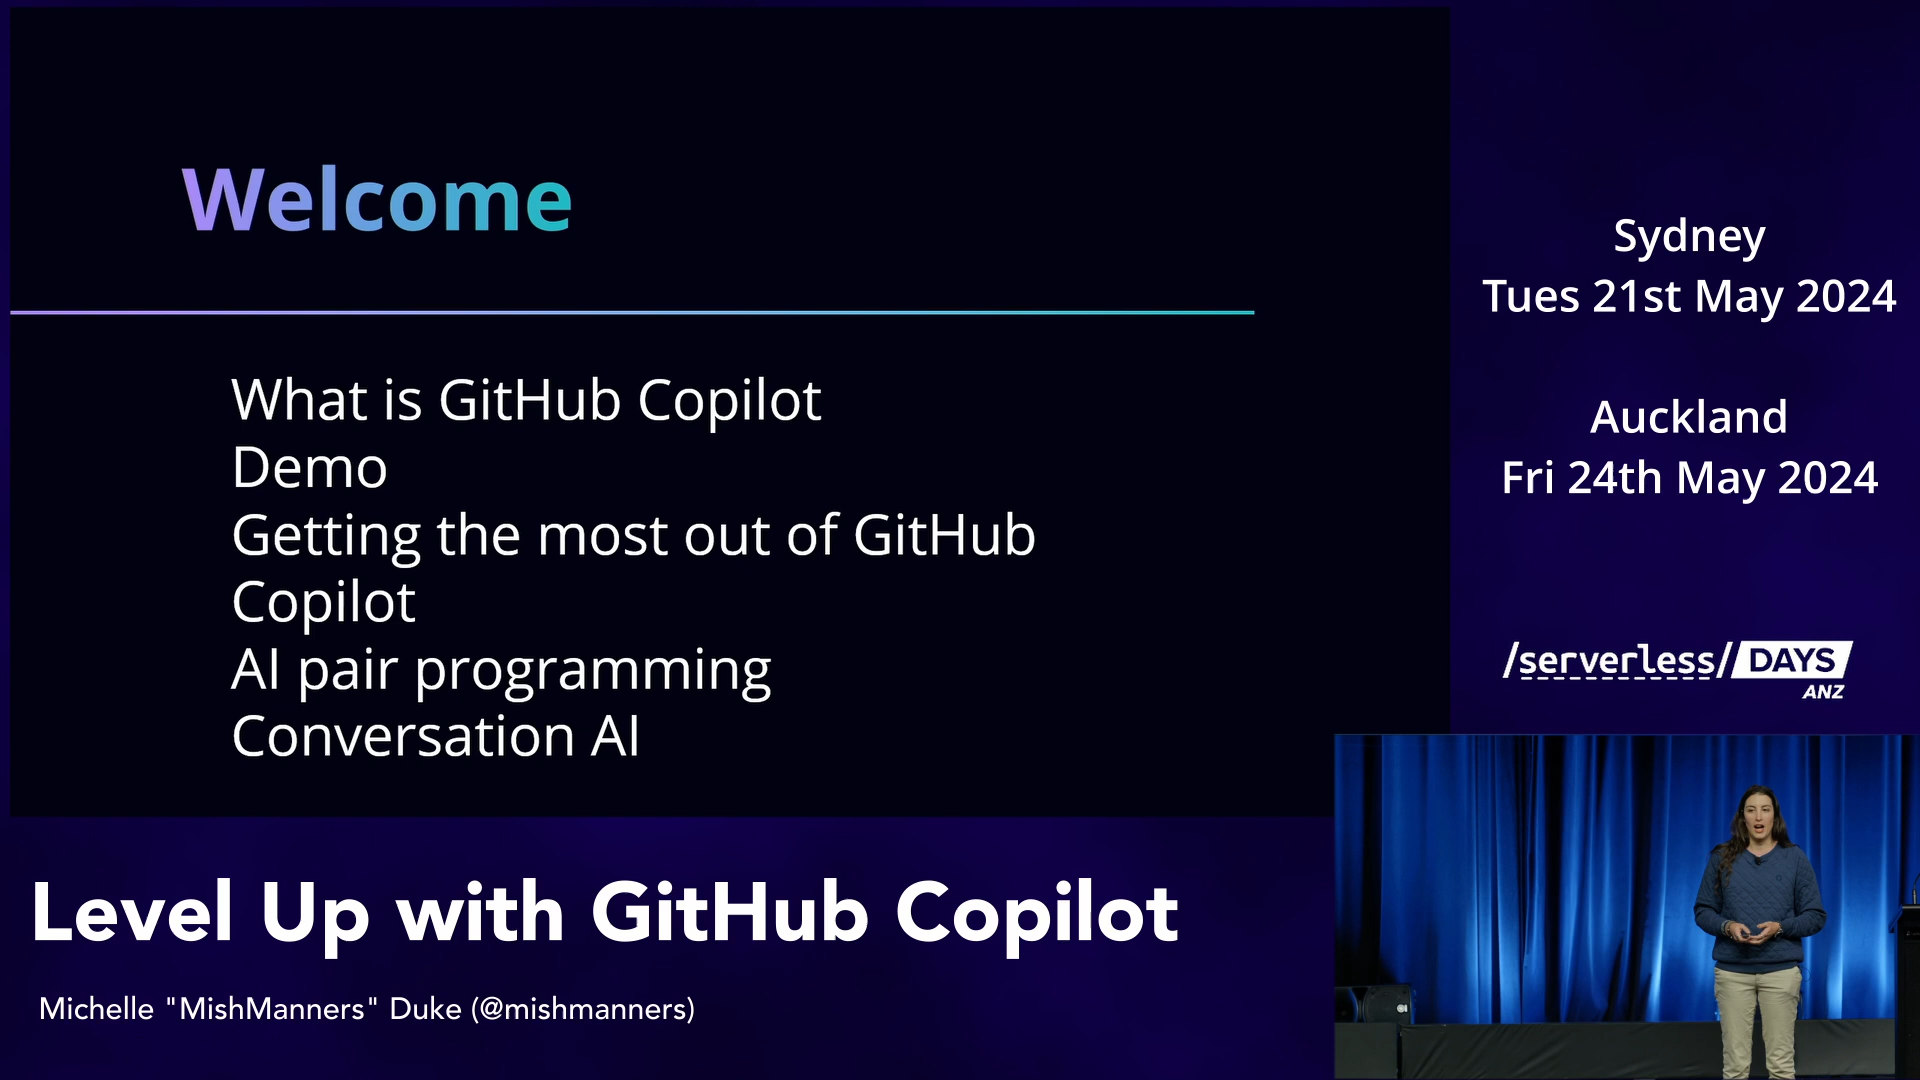 Welcome
What is GitHub Copilot
Demo
Getting the most out of GitHub
Copilot
AI pair programming
Conversation AI
Sydney
Tues 21st May 2024
Auckland
Fri 24th May 2024
/serverless/DAYS
ANZ
Level Up with GitHub Copilot
Michelle "MishManners" Duke (@mishmanners)